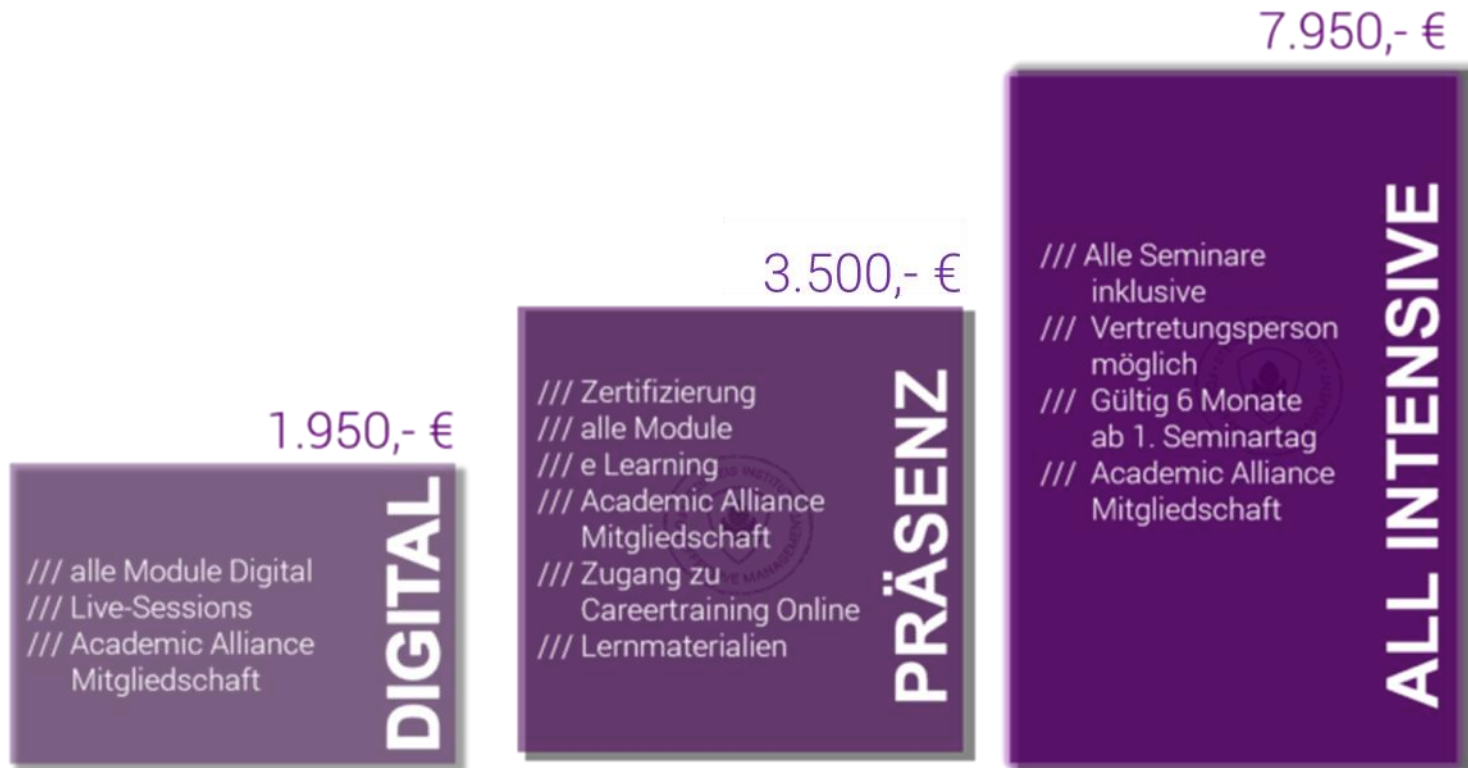 1.950,- €
/// alle Module Digital
/// Live-Sessions
/// Academic Alliance
Mitgliedschaft
DIGITAL
3.500,- €
/// Zertifizierung
/// alle Module
/// e Learning
/// Academic Alliance
Mitgliedschaft
/// Zugang zu
Careertraining Online
/// Lernmaterialien
PRÄSENZ
7.950,- €
/// Alle Seminare
inklusive
/// Vertretungsperson
möglich
/// Gültig 6 Monate
ab 1. Seminartag
/// Academic Alliance
Mitgliedschaft
ALL INTENSIVE